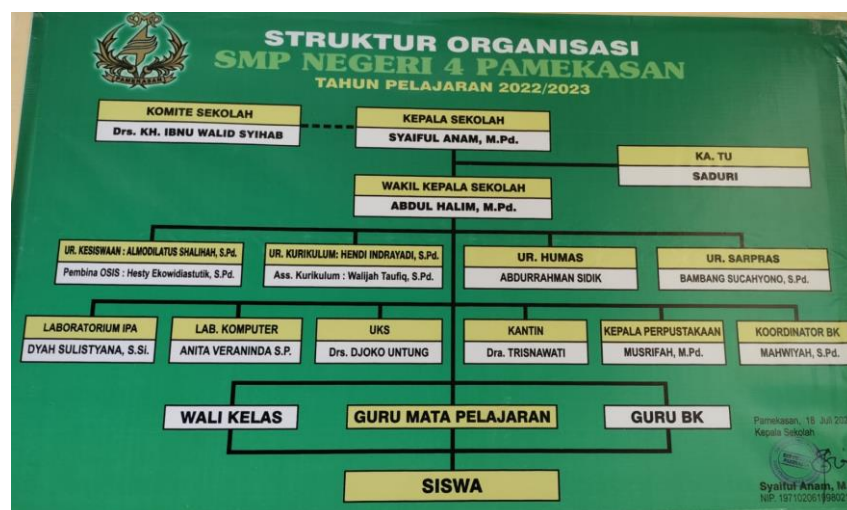 STRUKTUR ORGANISASI
SMP NEGERI 4 PAMEKASAN
TAHUN PELAJARAN 2022/2023
PAMEKASAN
KOMITE SEKOLAH
Drs. KH. IBNU WALID SYIHAB
KEPALA SEKOLAH
SYAIFUL ANAM, M.Pd.
KA. TU
SADURI
WAKIL KEPALA SEKOLAH
ABDUL HALIM, M.Pd.
UR. KESISWAAN : ALMODILATUS SHALIHAH, S.Pd.
Pembina OSIS : Hesty Ekowidiastutik, S.Pd.
UR. KURIKULUM: HENDI INDRAYADI, S.Pd.
Ass. Kurikulum : Walijah Taufiq, S.Pd.
UR. HUMAS
ABDURRAHMAN SIDIK
UR. SARPRAS
BAMBANG SUCAHYONO, S.Pd.
LABORATORIUM IPA
DYAH SULISTYANA, S.Si.
LAB. KOMPUTER
ANITA VERANINDA S.P.
UKS
Drs. DJOKO UNTUNG
KANTIN
Dra. TRISNAWATI
KEPALA PERPUSTAKAAN
MUSRIFAH, M.Pd.
KOORDINATOR BK
MAHWIYAH, S.Pd.
WALI KELAS
GURU MATA PELAJARAN
GURU BK
SISWA
Pamekasan, 18 Juli 202
Kepala Sekolah
Syaiful Anam, M
NIP.